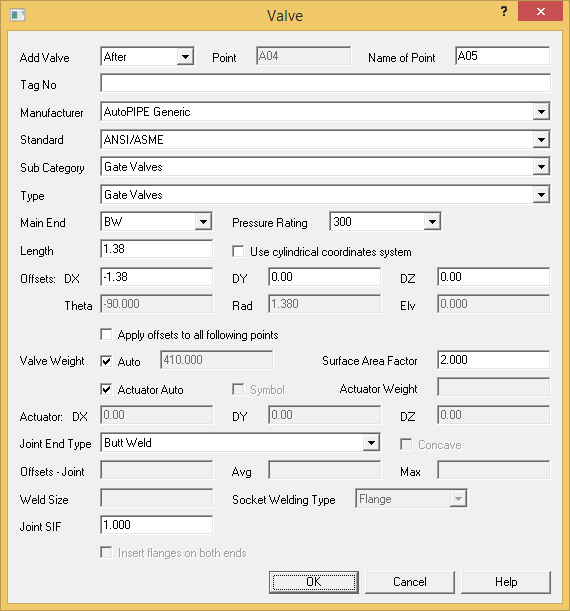 Valve
? ×
Add Valve After Point A04 Name of Point A05
Tag No
Manufacturer AutoPIPE Generic
Standard ANSI/ASME
Sub Category Gate Valves
Type Gate Valves
Main End BW Pressure Rating 300
Length 1.38 Use cylindrical coordinates system
Offsets: DX -1.38 DY 0.00 DZ 0.00
Theta -90.000 Rad 1.380 Elv 0.000
Apply offsets to all following points
Valve Weight Auto 410.000 Surface Area Factor 2.000
Actuator Auto Symbol Actuator Weight
Actuator: DX 0.00 DY 0.00 DZ 0.00
Joint End Type Butt Weld Concave
Offsets - Joint Avg Max
Weld Size Socket Welding Type Flange
Joint SIF 1.000
Insert flanges on both ends
OK Cancel Help